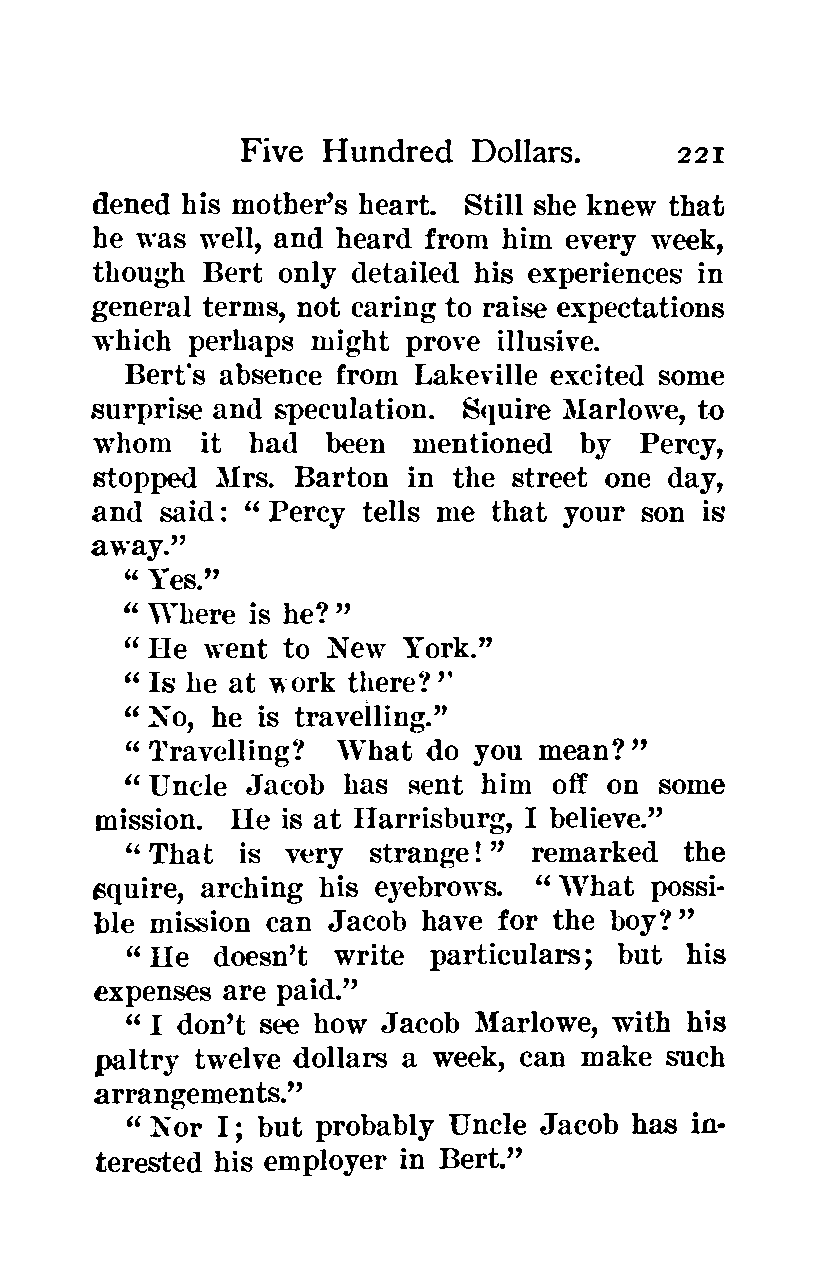 Five Hundred Dollars. 221
dened his mother's heart. Still she knew that
he was well, and heard from him every week,
though Bert only detailed his experiences in
general terms, not caring to raise expectations
which perhaps might prove illusive.
Bert's absence from Lakeville excited some
surprise and speculation. Squire Marlowe, to
whom it had been mentioned by Percy,
stopped Mrs. Barton in the street one day,
and said: "Percy tells me that your son is
away."
"Yes."
"Where is he?"
"He went to New York."
"Is he at work there?"
"No, he is travelling."
"Travelling? What do you mean?"
"Uncle Jacob has sent him off on some
mission. He is at Harrisburg, I believe."
"That is very strange!" remarked the
squire, arching his eyebrows. "What possi-
ble mission can Jacob have for the boy?"
"He doesn't write particulars; but his
expenses are paid."
"I don't see how Jacob Marlowe, with his
paltry twelve dollars a week, can make such
arrangements."
"Nor I; but probably Uncle Jacob has in-
terested his employer in Bert."